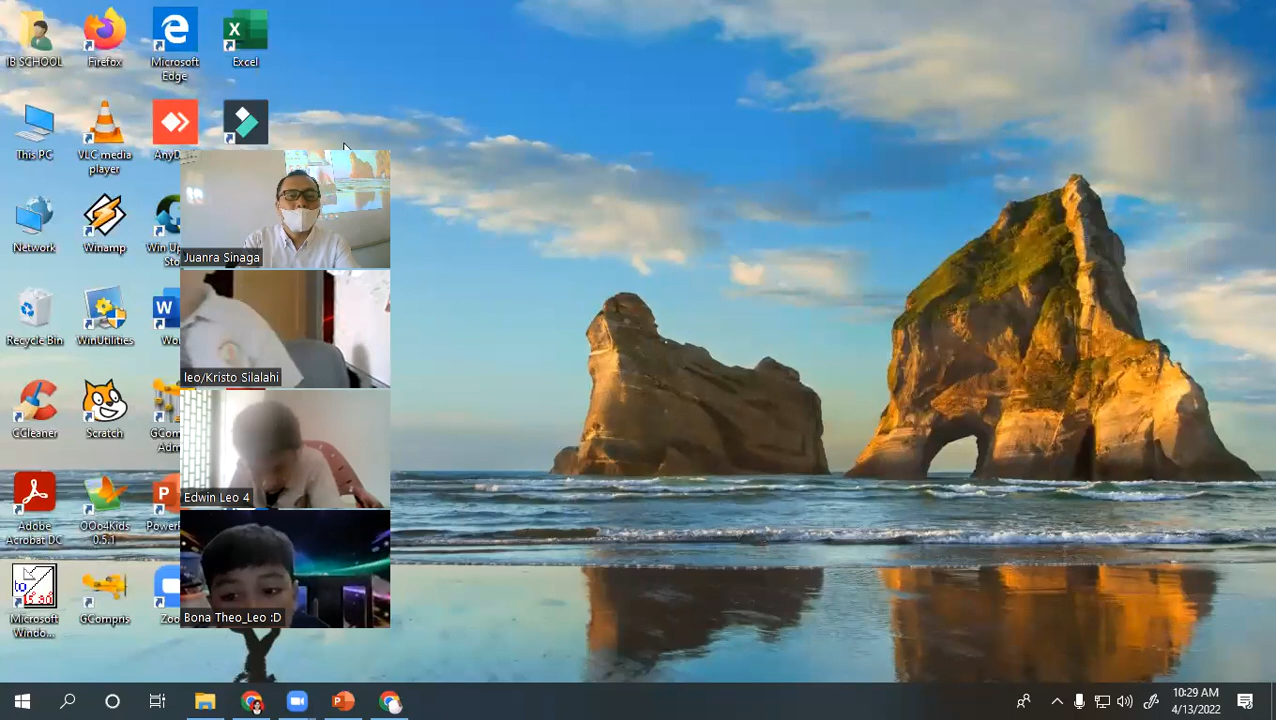 IB SCHOOL
Firefox
Microsoft
Edge
Excel
This PC
VLC media
player
AnyD
Network
Winamp
Win Up
Sto
Juanra Sinaga
Recycle Bin
WinUtilities
Wo
leo/Kristo Silalahi
CCleaner
Scratch
GCom
Adm
Edwin Leo 4
Adobe
Acrobat DC
OOo4Kids
0.5.1
PowerP
Microsoft
Windo...
GCompris
Zoo
Bona Theo_Leo :D
10:29 AM
4/13/2022